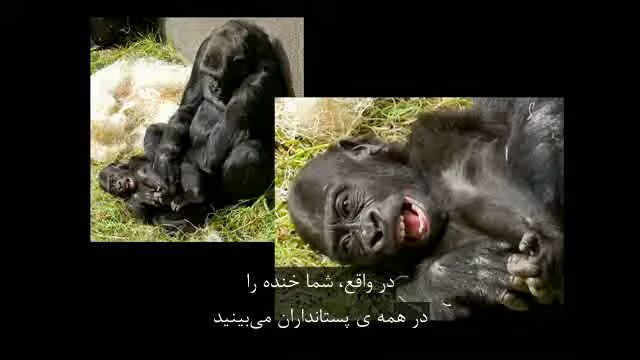 در واقع، شما خنده را
در همه ی پستانداران می‌بینید